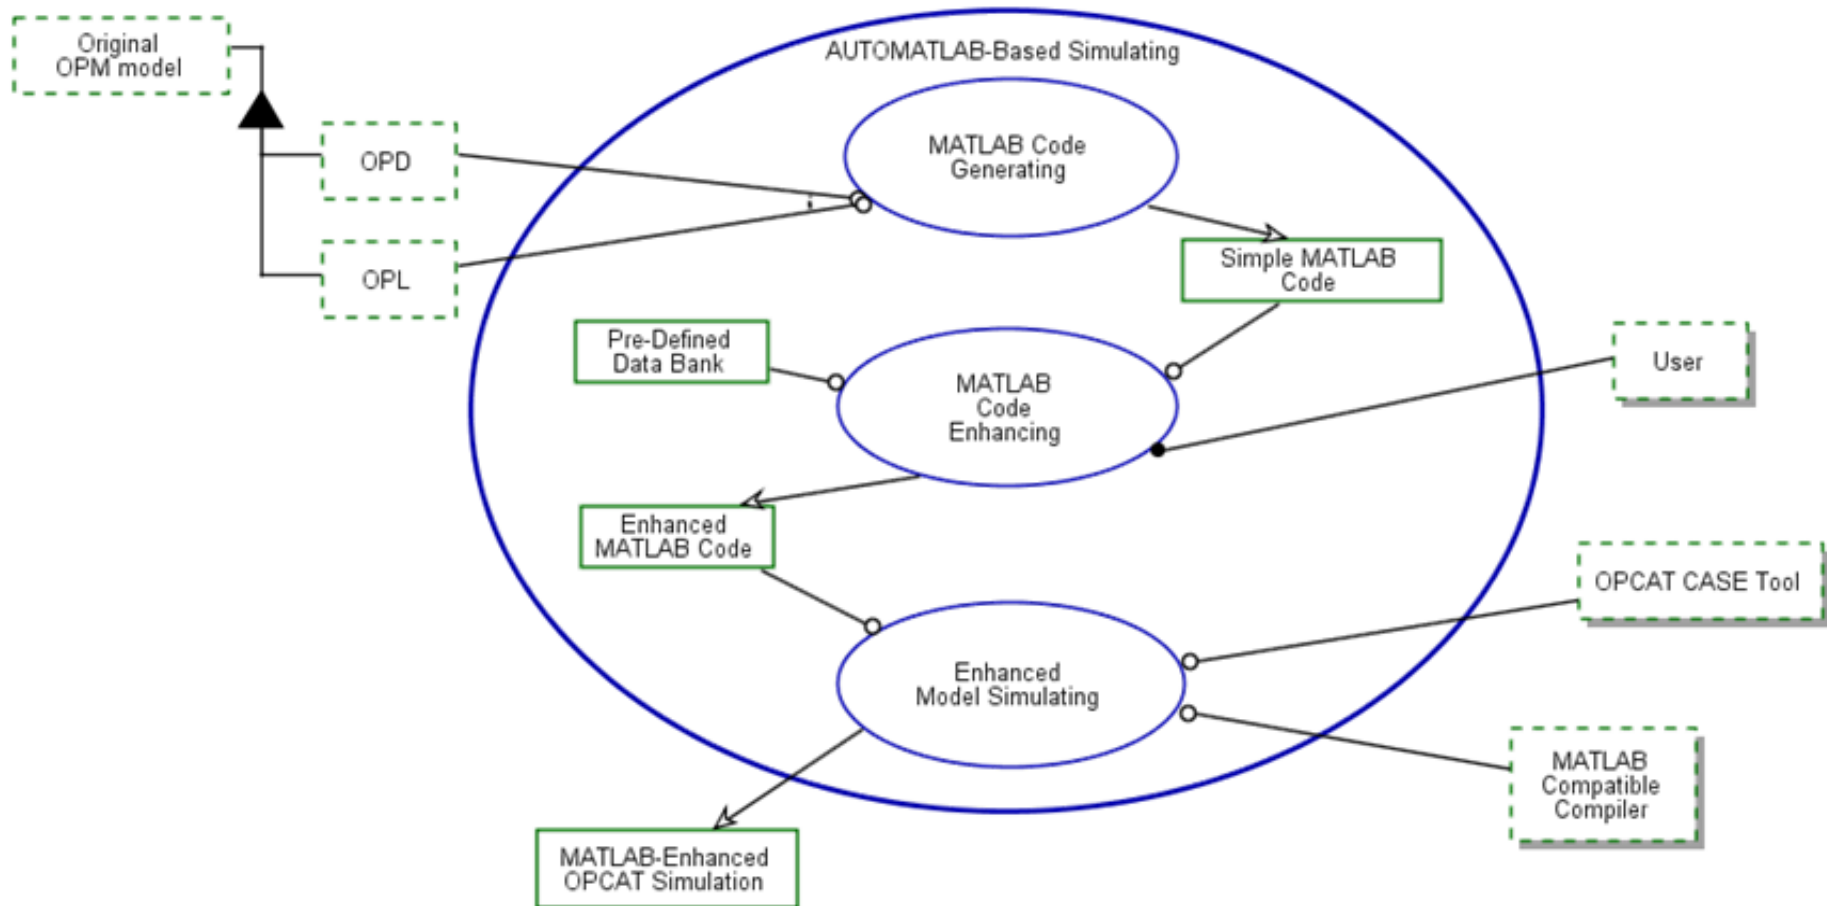 Original
OPM model
AUTOMATLAB-Based Simulating
OPD
MATLAB Code
Generating
OPL
Simple MATLAB
Code
Pre-Defined
Data Bank
MATLAB
Code
Enhancing
User
Enhanced
MATLAB Code
OPCAT CASE Tool
Enhanced
Model Simulating
MATLAB
Compatible
Compiler
MATLAB-Enhanced
OPCAT Simulation